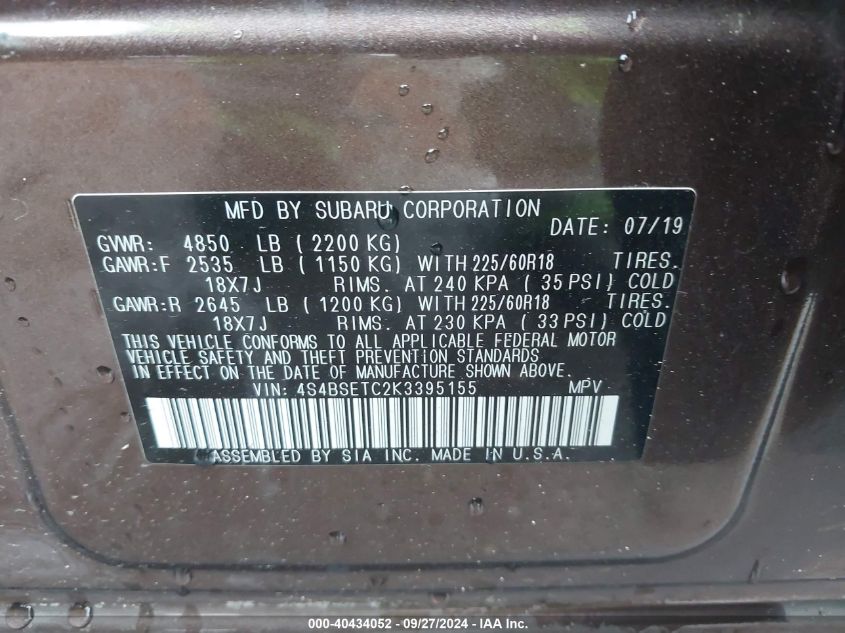 MFD BY SUBARU CORPORATION
DATE: 07/19
GVWR: 4850 LB ( 2200 KG)
GAWR:F 2535 LB ( 1150 KG) WITH 225/60R18 TIRES.
18X7J RIMS. AT 240 KPA ( 35 PSI) COLD
GAWR:R 2645 LB ( 1200 KG) WITH 225/60R18 TIRES.
18X7J RIMS. AT 230 KPA ( 33 PSI) COLD
THIS VEHICLE CONFORMS TO ALL APPLICABLE FEDERAL MOTOR
VEHICLE SAFETY AND THEFT PREVENTION STANDARDS
IN EFFECT ON THE DATE OF MANUFACTURE SHOWN ABOVE.
VIN: 4S4BSETC2K3395155 MPV
ASSEMBLED BY SIA INC. MADE IN U.S.A.
000-40434052 - 09/27/2024 - IAA, Inc.